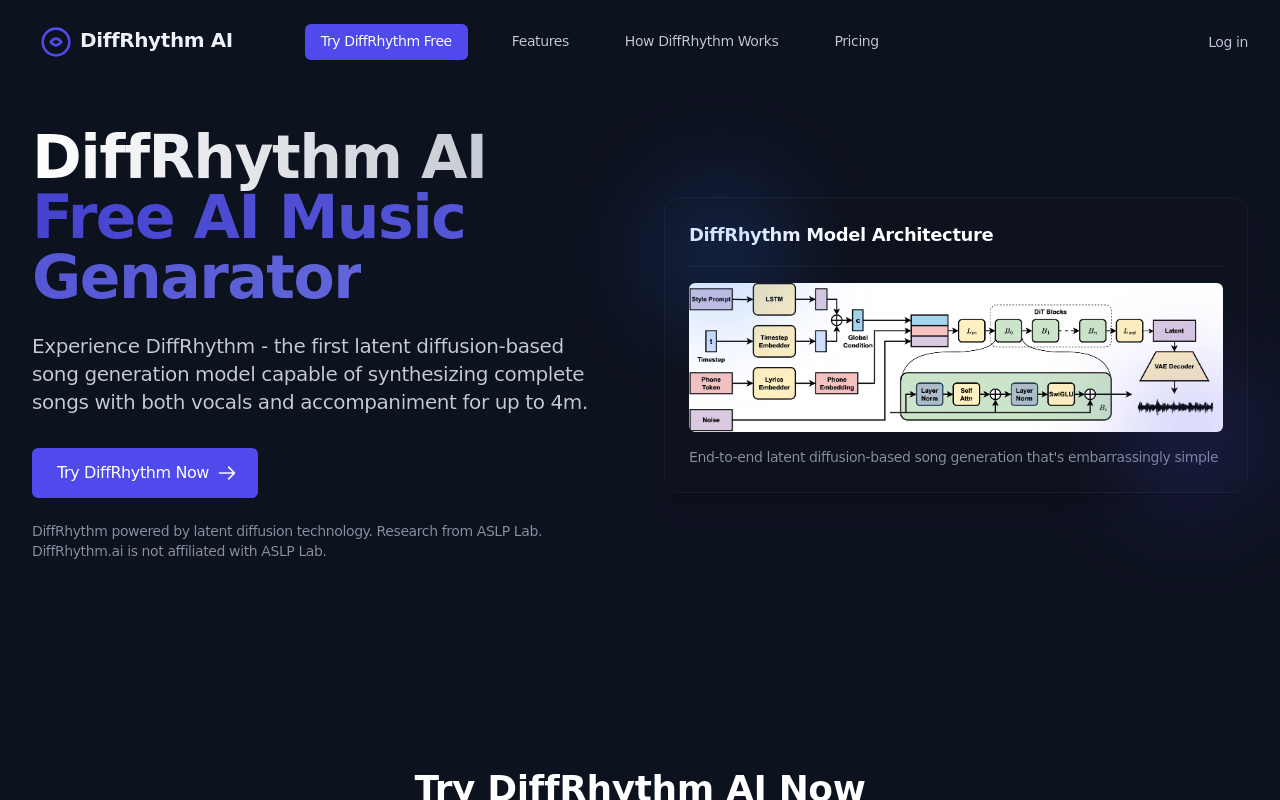 DiffRhythm AI
Try DiffRhythm Free
Features
How DiffRhythm Works
Pricing
Log in
DiffRhythm AI
Free AI Music
Genarator
Experience DiffRhythm - the first latent diffusion-based
song generation model capable of synthesizing complete
songs with both vocals and accompaniment for up to 4m.
Try DiffRhythm Now
DiffRhythm powered by latent diffusion technology. Research from ASLP Lab.
DiffRhythm.ai is not affiliated with ASLP Lab.
DiffRhythm Model Architecture
Style Prompt
LSTM
t
Timestep
Timestep
Embedder
c
Global
Condition
Phone
Token
Lyrics
Embedder
Phone
Embedding
Noise
DiT Blocks
L_in
B_0
B_1
B_n
L_out
Latent
VAE Decoder
Layer
Norm
Self
Attn
Layer
Norm
SwiGLU
B_i
End-to-end latent diffusion-based song generation that's embarrassingly simple
Try DiffRhythm AI Now